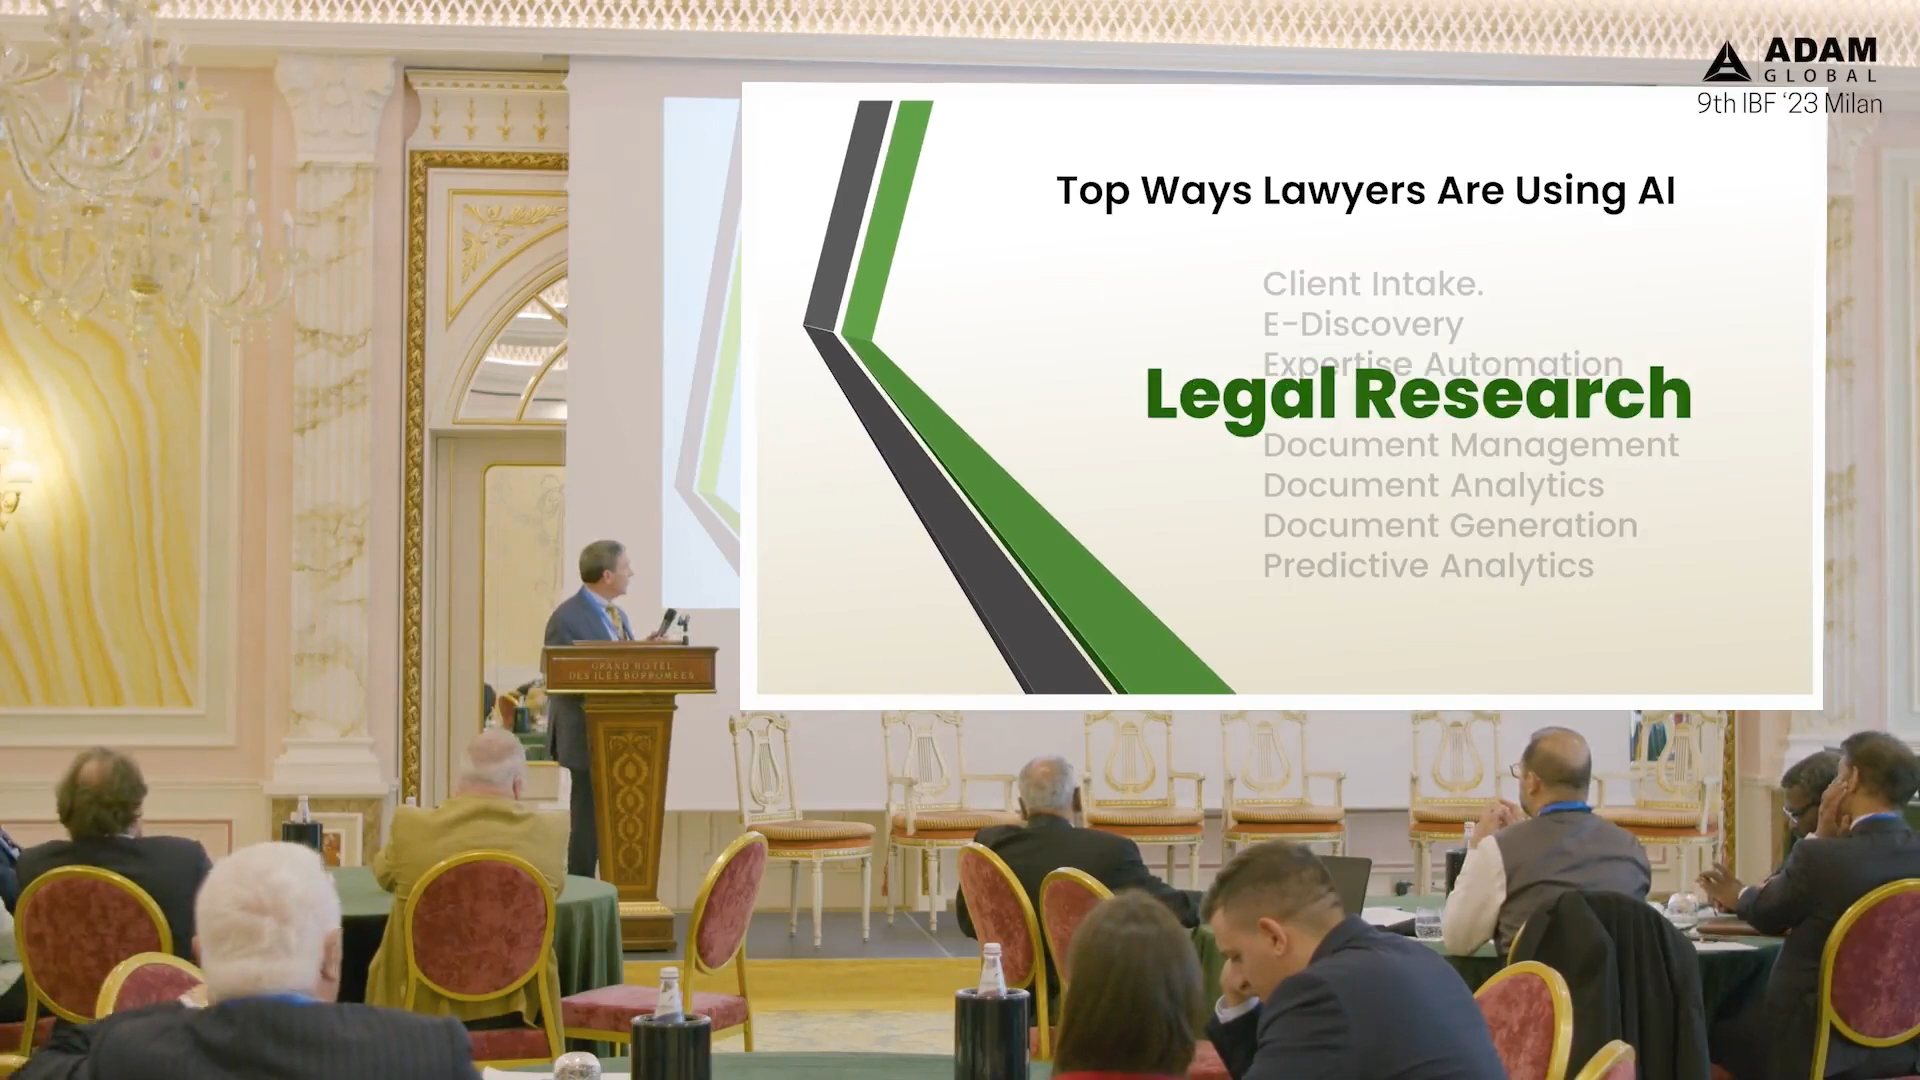 ADAM
GLOBAL
9th IBF ‘23 Milan
Top Ways Lawyers Are Using AI
Client Intake.
E-Discovery
Expertise Automation
Legal Research
Document Management
Document Analytics
Document Generation
Predictive Analytics
GRAND HOTEL
DES ILES BORROMEES